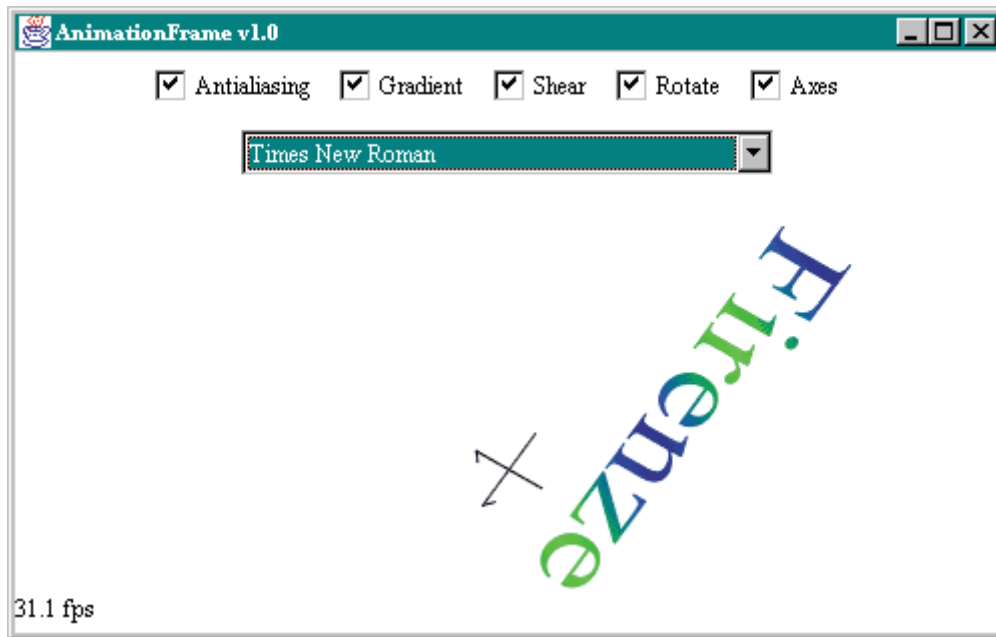 AnimationFrame v1.0
Antialiasing Gradient Shear Rotate Axes
Times New Roman
Firenze
31.1 fps